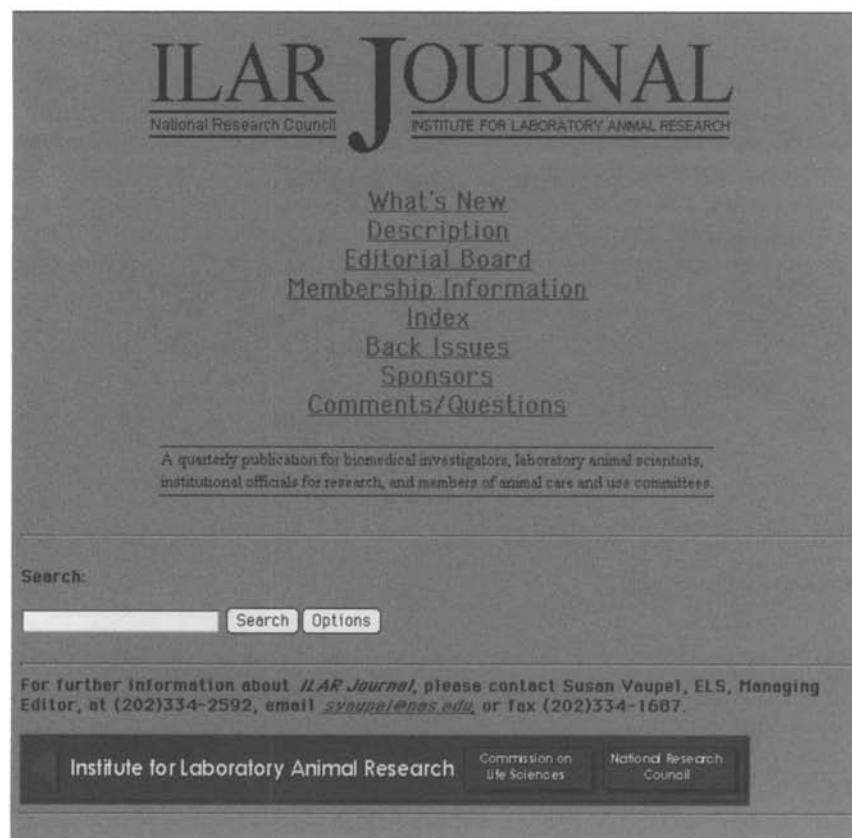 ILAR JOURNAL
National Research Council INSTITUTE FOR LABORATORY ANIMAL RESEARCH
What's New
Description
Editorial Board
Membership Information
Index
Back Issues
Sponsors
Comments/Questions
A quarterly publication for biomedical investigators, laboratory animal scientists,
institutional officials for research, and members of animal care and use committees.
Search:
Search Options
For further information about ILAR Journal, please contact Susan Vaupel, ELS, Managing
Editor, at (202)334-2592, email svaupel@nas.edu, or fax (202)334-1687.
Institute for Laboratory Animal Research Commission on Life Sciences National Research Council